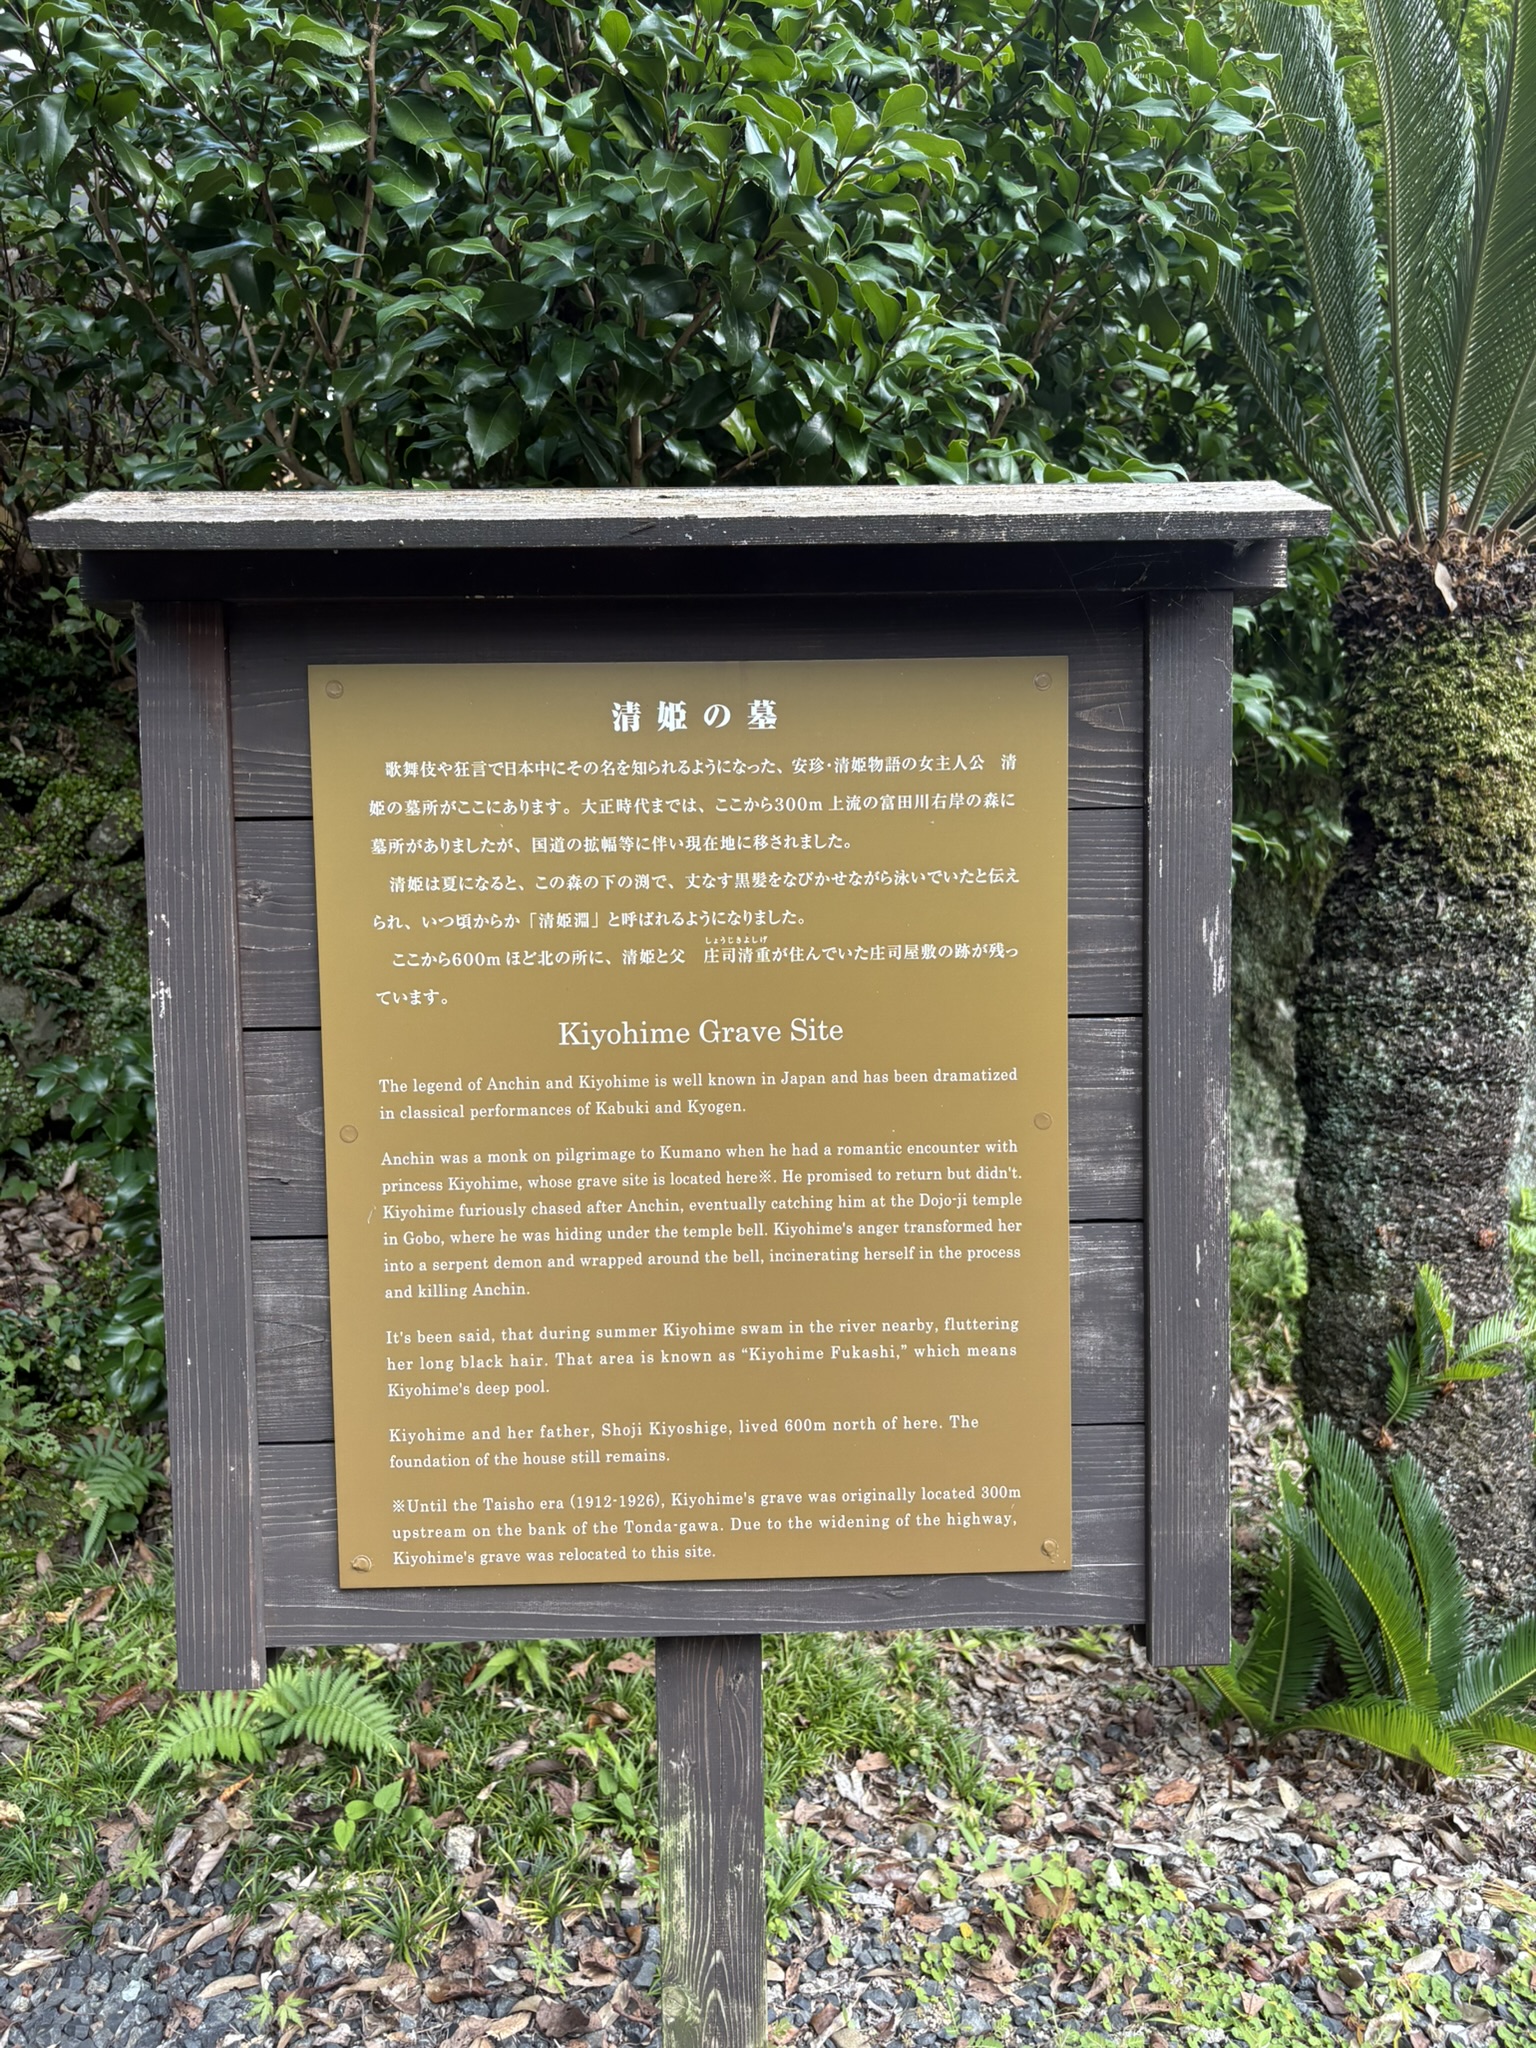 清姫の墓
歌舞伎や狂言で日本中にその名を知られるようになった、安珍・清姫物語の女主人公　清
姫の墓所がここにあります。大正時代までは、ここから300m 上流の富田川右岸の森に
墓所がありましたが、国道の拡幅等に伴い現在地に移されました。
清姫は夏になると、この森の下の渕で、丈なす黒髪をなびかせながら泳いでいたと伝え
られ、いつ頃からか「清姫淵」と呼ばれるようになりました。
しょうじきよしげ
ここから600m ほど北の所に、清姫と父　庄司清重が住んでいた庄司屋敷の跡が残っ
ています。
Kiyohime Grave Site
The legend of Anchin and Kiyohime is well known in Japan and has been dramatized
in classical performances of Kabuki and Kyogen.
Anchin was a monk on pilgrimage to Kumano when he had a romantic encounter with
princess Kiyohime, whose grave site is located here※. He promised to return but didn't.
Kiyohime furiously chased after Anchin, eventually catching him at the Dojo-ji temple
in Gobo, where he was hiding under the temple bell. Kiyohime's anger transformed her
into a serpent demon and wrapped around the bell, incinerating herself in the process
and killing Anchin.
It's been said, that during summer Kiyohime swam in the river nearby, fluttering
her long black hair. That area is known as “Kiyohime Fukashi,” which means
Kiyohime's deep pool.
Kiyohime and her father, Shoji Kiyoshige, lived 600m north of here. The
foundation of the house still remains.
※Until the Taisho era (1912-1926), Kiyohime's grave was originally located 300m
upstream on the bank of the Tonda-gawa. Due to the widening of the highway,
Kiyohime's grave was relocated to this site.